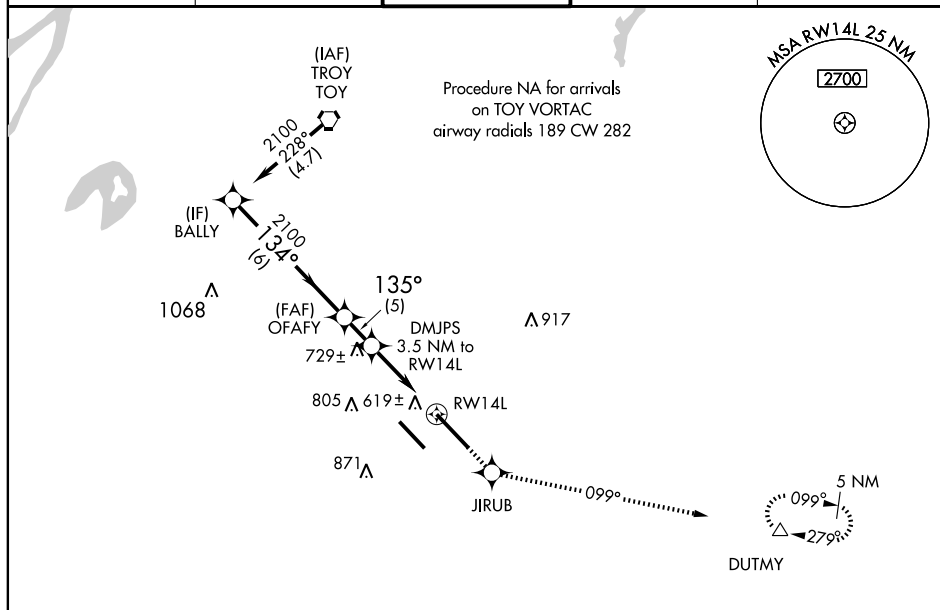 (IAF)
TROY
TOY
Procedure NA for arrivals
on TOY VORTAC
airway radials 189 CW 282
MSA RW14L 25 NM
2700
2100
228°
(4.7)
(IF)
BALLY
2100
134°
(6)
1068
135°
(5)
(FAF)
OFAFY
DMJPS
3.5 NM to
RW14L
917
729±
805
619±
RW14L
871
JIRUB
099°
099°
5 NM
279°
DUTMY